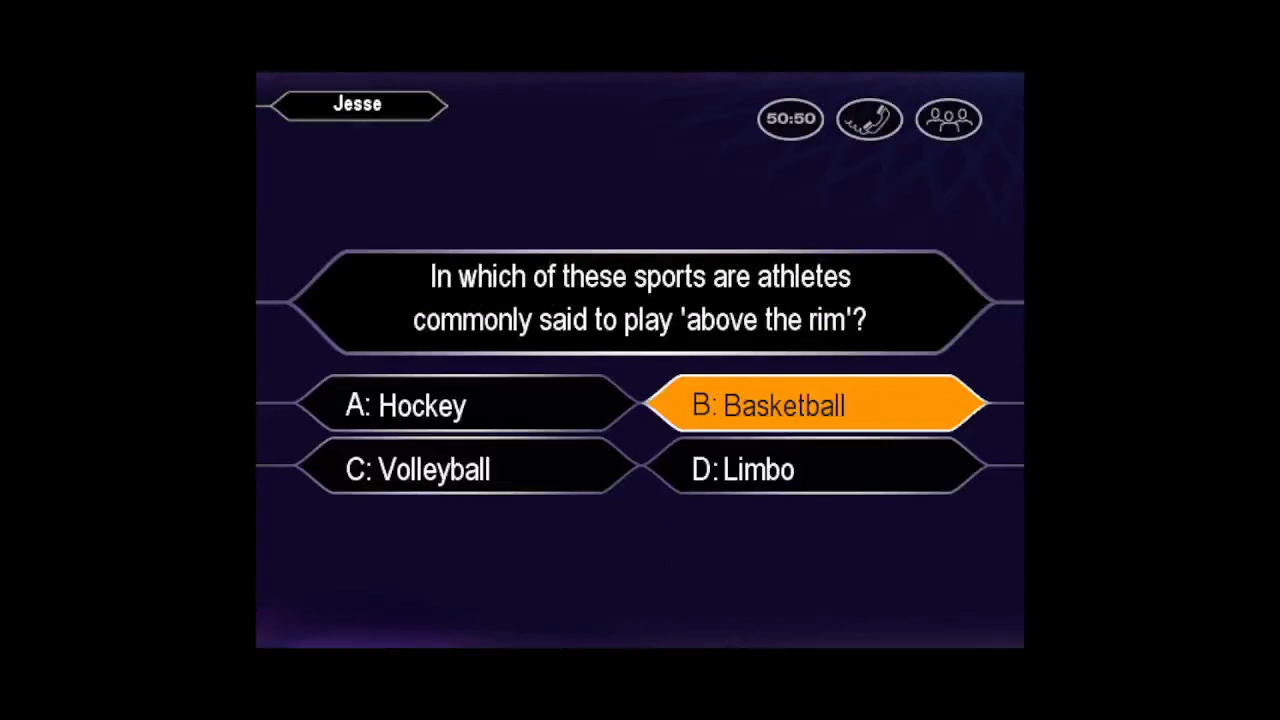 Jesse
50:50
In which of these sports are athletes
commonly said to play 'above the rim'?
A: Hockey
B: Basketball
C: Volleyball
D: Limbo